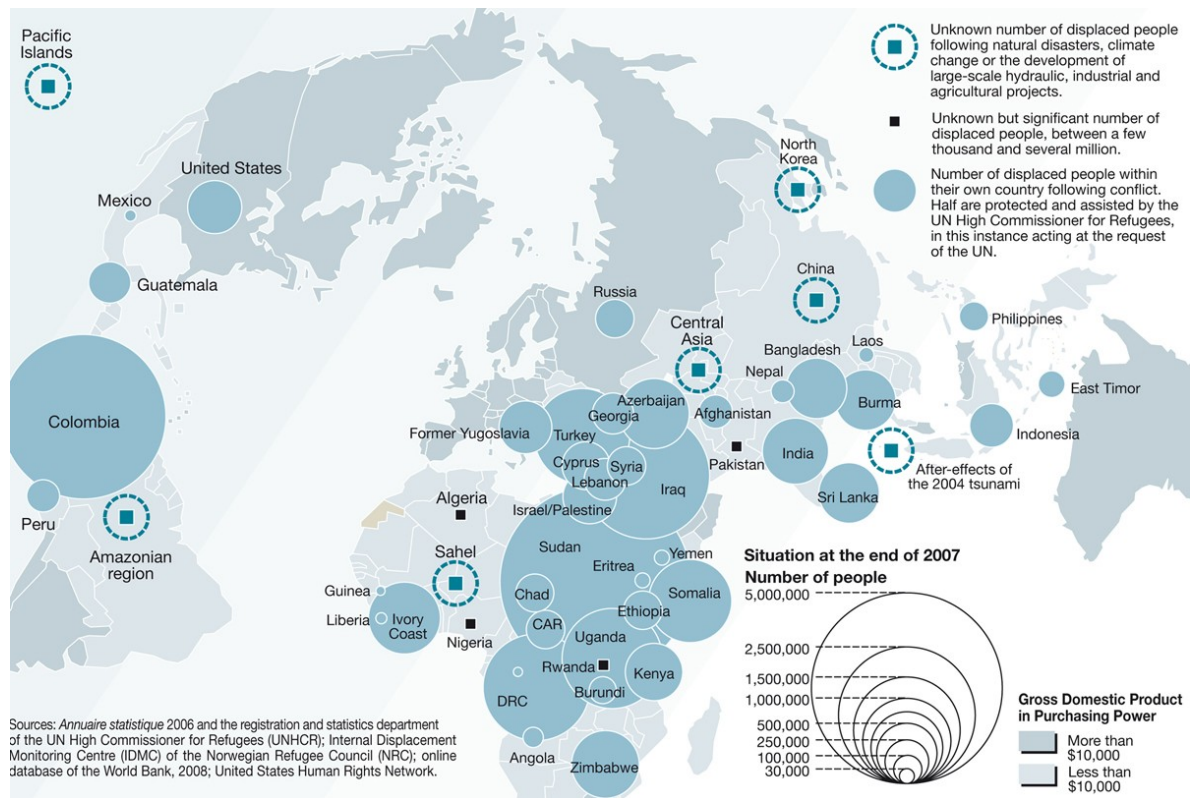 Pacific
Islands
Unknown number of displaced people
following natural disasters, climate
change or the development of
large-scale hydraulic, industrial and
agricultural projects.
Unknown but significant number of
displaced people, between a few
thousand and several million.
Number of displaced people within
their own country following conflict.
Half are protected and assisted by the
UN High Commissioner for Refugees,
in this instance acting at the request
of the UN.
North
Korea
United States
Mexico
Guatemala
China
Russia
Central
Asia
Philippines
Laos
Bangladesh
Nepal
East Timor
Burma
Azerbaijan
Georgia
Afghanistan
Colombia
Former Yugoslavia
Turkey
Indonesia
India
Cyprus
Syria
Pakistan
Lebanon
Iraq
After-effects of
the 2004 tsunami
Sri Lanka
Algeria
Israel/Palestine
Peru
Amazonian
region
Sahel
Sudan
Yemen
Eritrea
Guinea
Chad
Somalia
Liberia
Ivory
Coast
Ethiopia
CAR
Nigeria
Uganda
Rwanda
Kenya
Burundi
DRC
Angola
Zimbabwe
Situation at the end of 2007
Number of people
5,000,000
2,500,000
1,500,000
1,000,000
500,000
250,000
100,000
30,000
Gross Domestic Product
in Purchasing Power
More than
$10,000
Less than
$10,000
Sources: Annuaire statistique 2006 and the registration and statistics department
of the UN High Commissioner for Refugees (UNHCR); Internal Displacement
Monitoring Centre (IDMC) of the Norwegian Refugee Council (NRC); online
database of the World Bank, 2008; United States Human Rights Network.